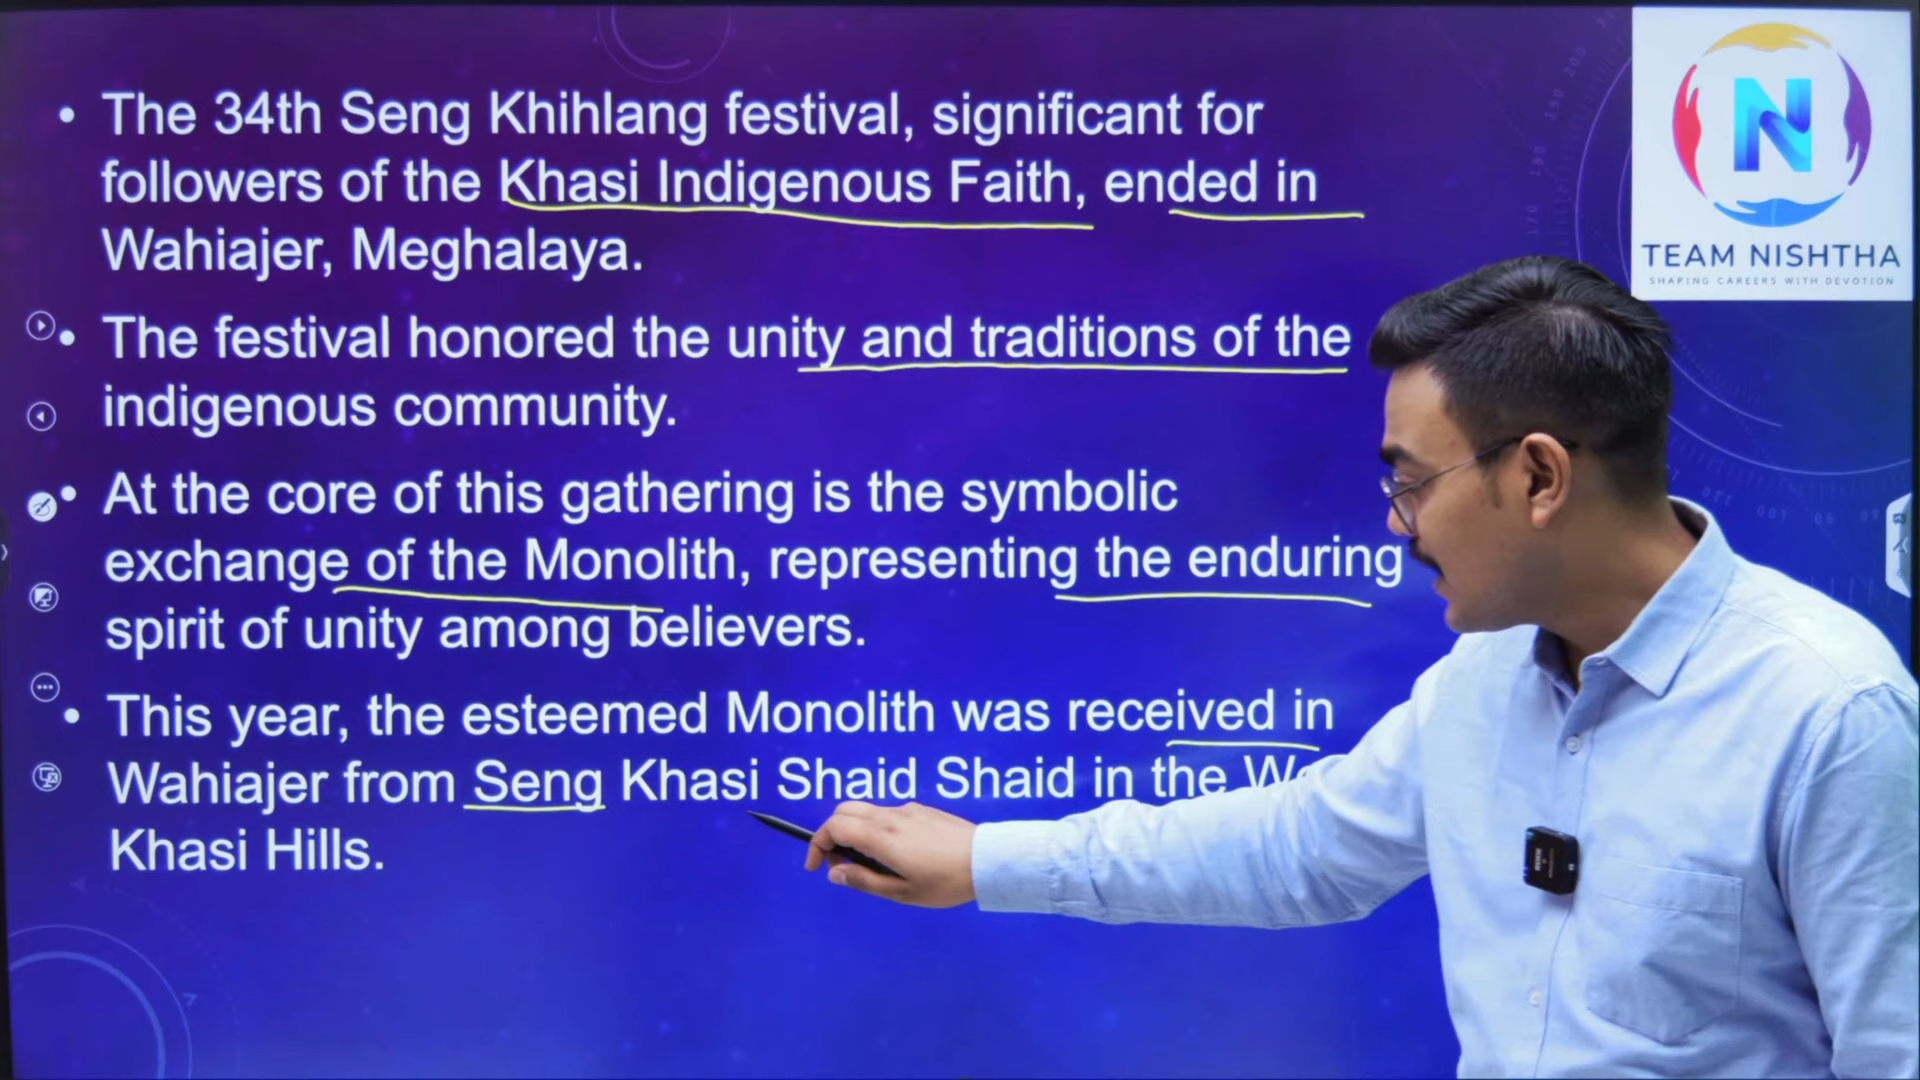 • The 34th Seng Khihlang festival, significant for
followers of the Khasi Indigenous Faith, ended in
Wahiajer, Meghalaya.
• The festival honored the unity and traditions of the
indigenous community.
• At the core of this gathering is the symbolic
exchange of the Monolith, representing the enduring
spirit of unity among believers.
• This year, the esteemed Monolith was received in
Wahiajer from Seng Khasi Shaid Shaid in the
Khasi Hills.
N
TEAM NISHTHA
SHAPING CAREERS WITH DEVOTION